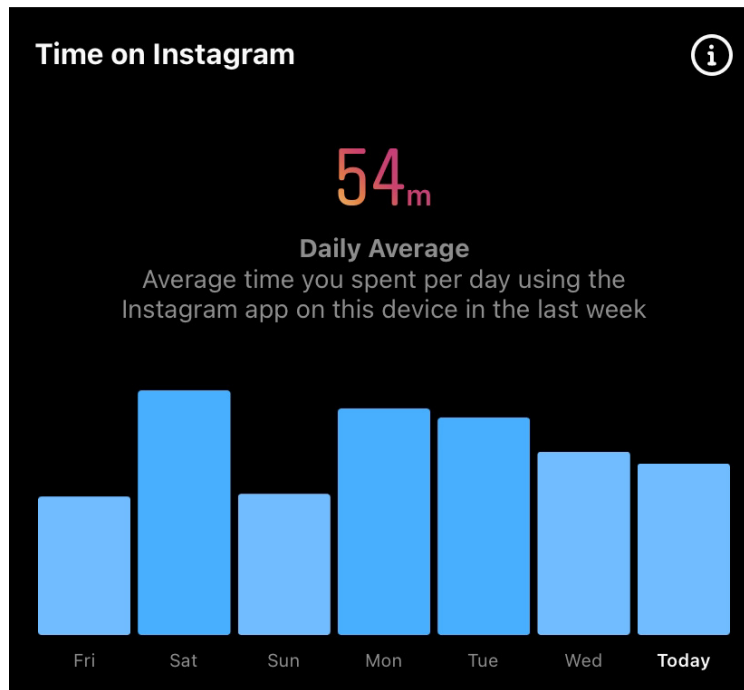 Time on Instagram
54m
Daily Average
Average time you spent per day using the
Instagram app on this device in the last week
Fri Sat Sun Mon Tue Wed Today